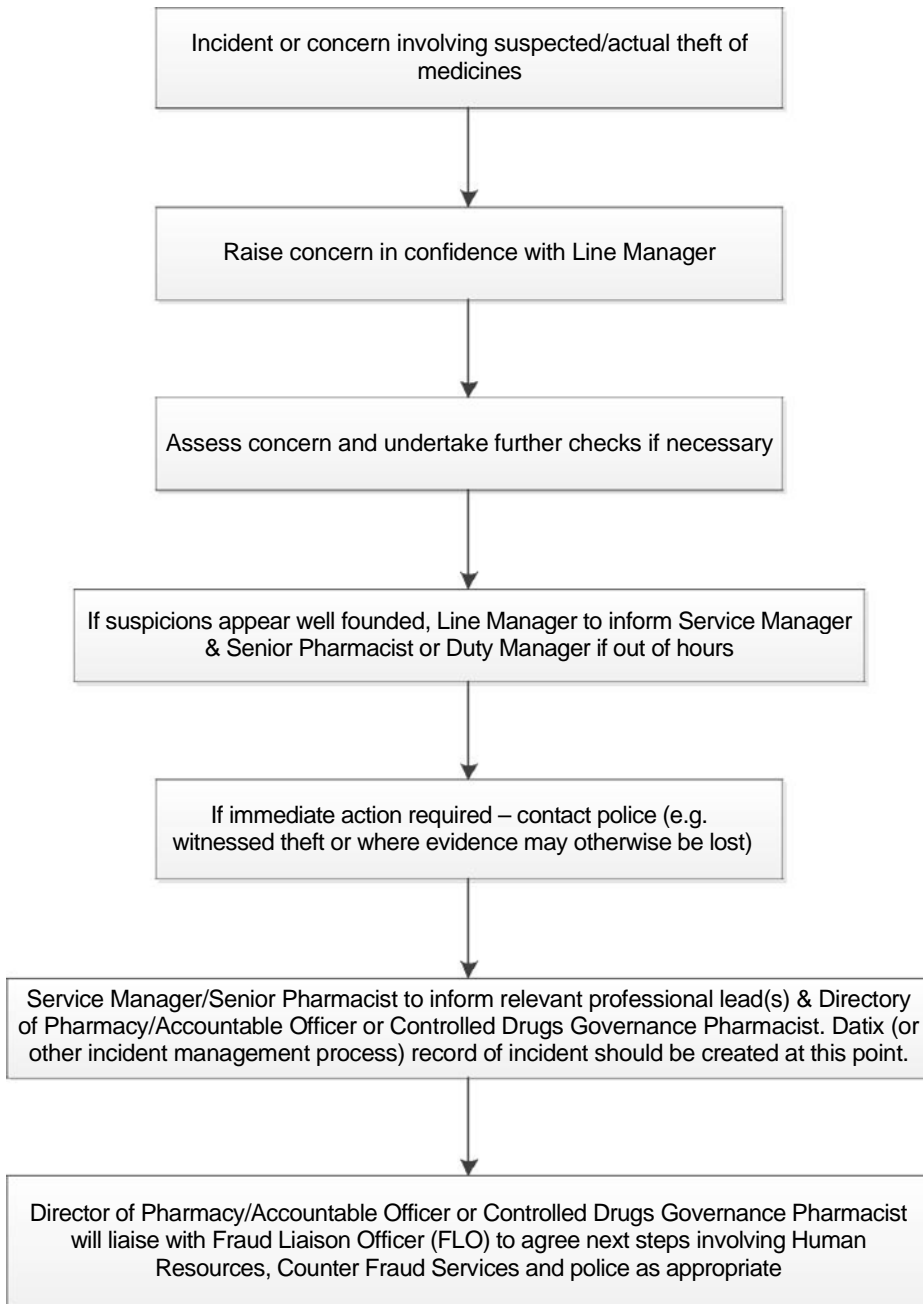 Incident or concern involving suspected/actual theft of
medicines
Raise concern in confidence with Line Manager
Assess concern and undertake further checks if necessary
If suspicions appear well founded, Line Manager to inform Service Manager
& Senior Pharmacist or Duty Manager if out of hours
If immediate action required – contact police (e.g.
witnessed theft or where evidence may otherwise be lost)
Service Manager/Senior Pharmacist to inform relevant professional lead(s) & Directory
of Pharmacy/Accountable Officer or Controlled Drugs Governance Pharmacist. Datix (or
other incident management process) record of incident should be created at this point.
Director of Pharmacy/Accountable Officer or Controlled Drugs Governance Pharmacist
will liaise with Fraud Liaison Officer (FLO) to agree next steps involving Human
Resources, Counter Fraud Services and police as appropriate